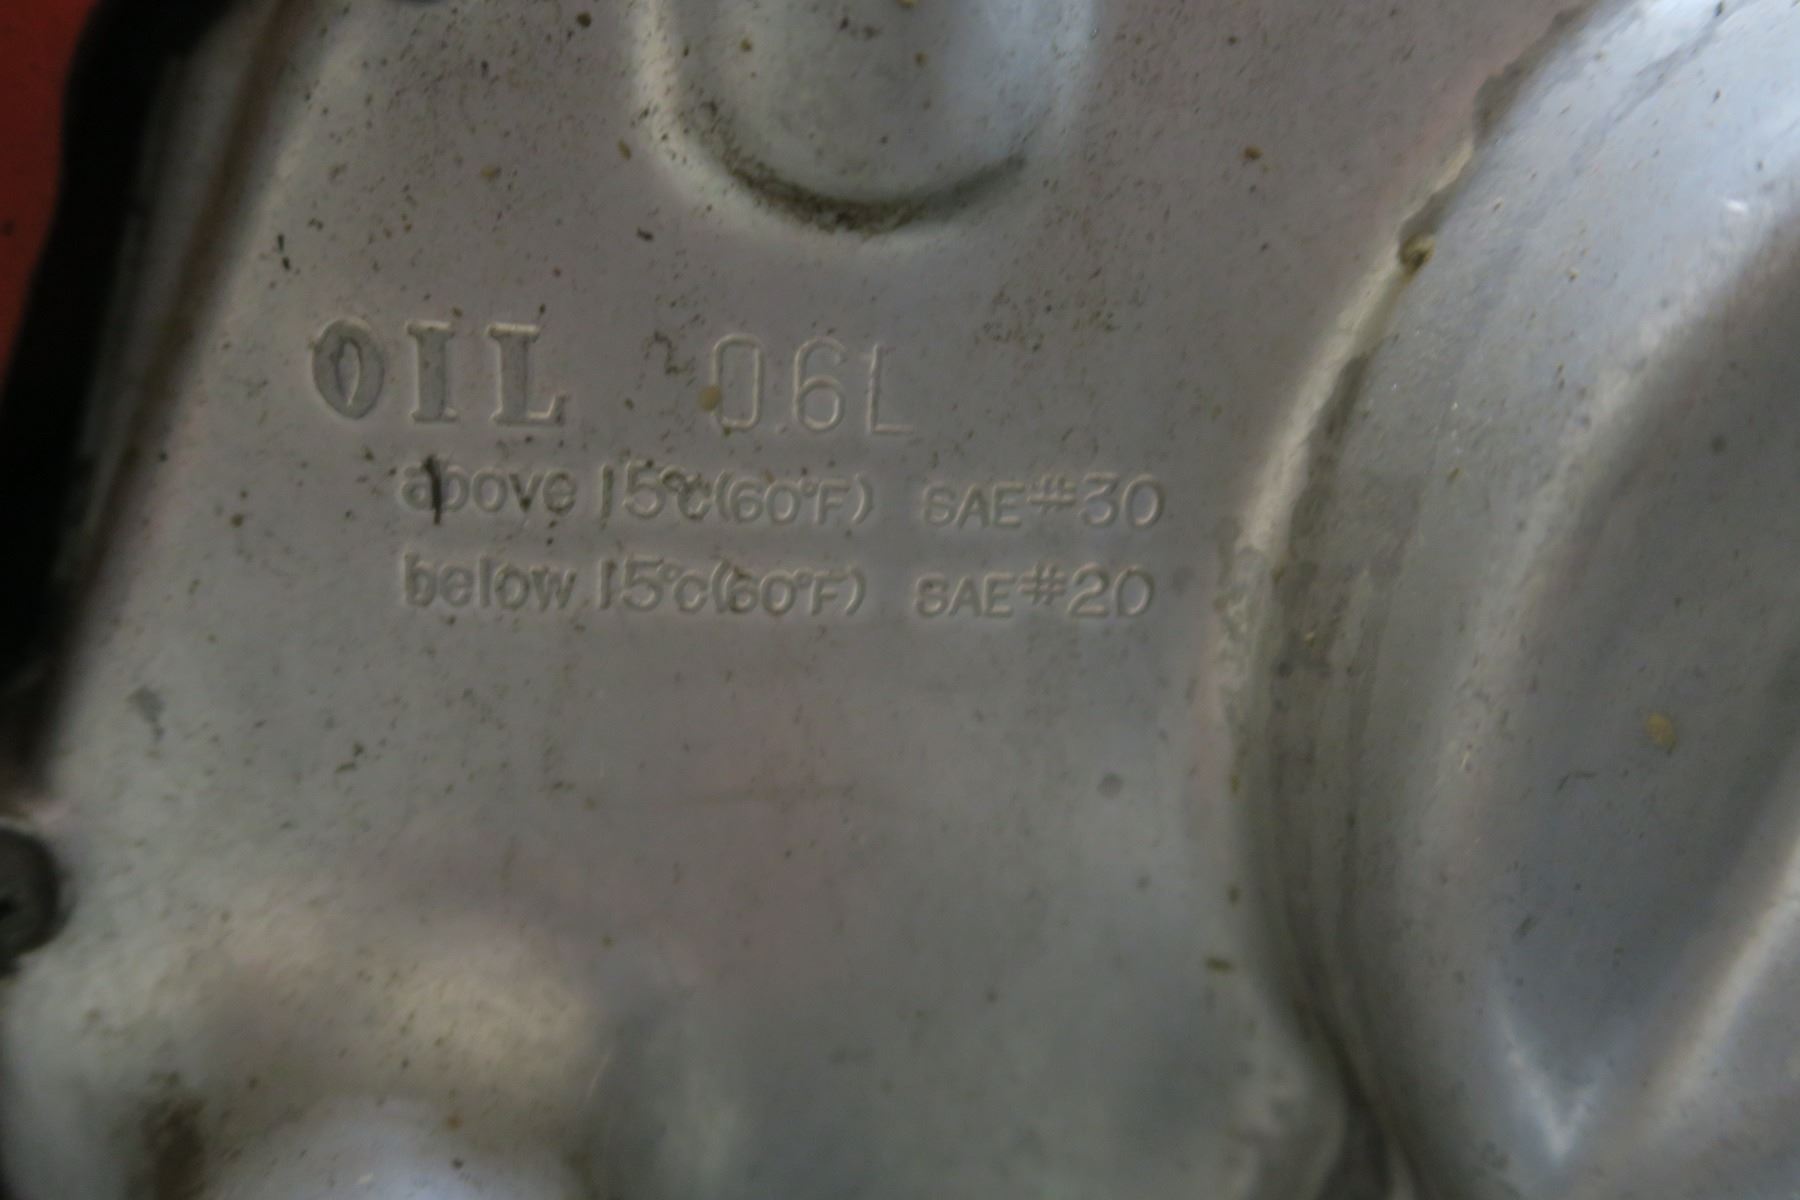 OIL 0.6L
above 15°C(60°F) SAE#30
below 15°C(60°F) SAE#20